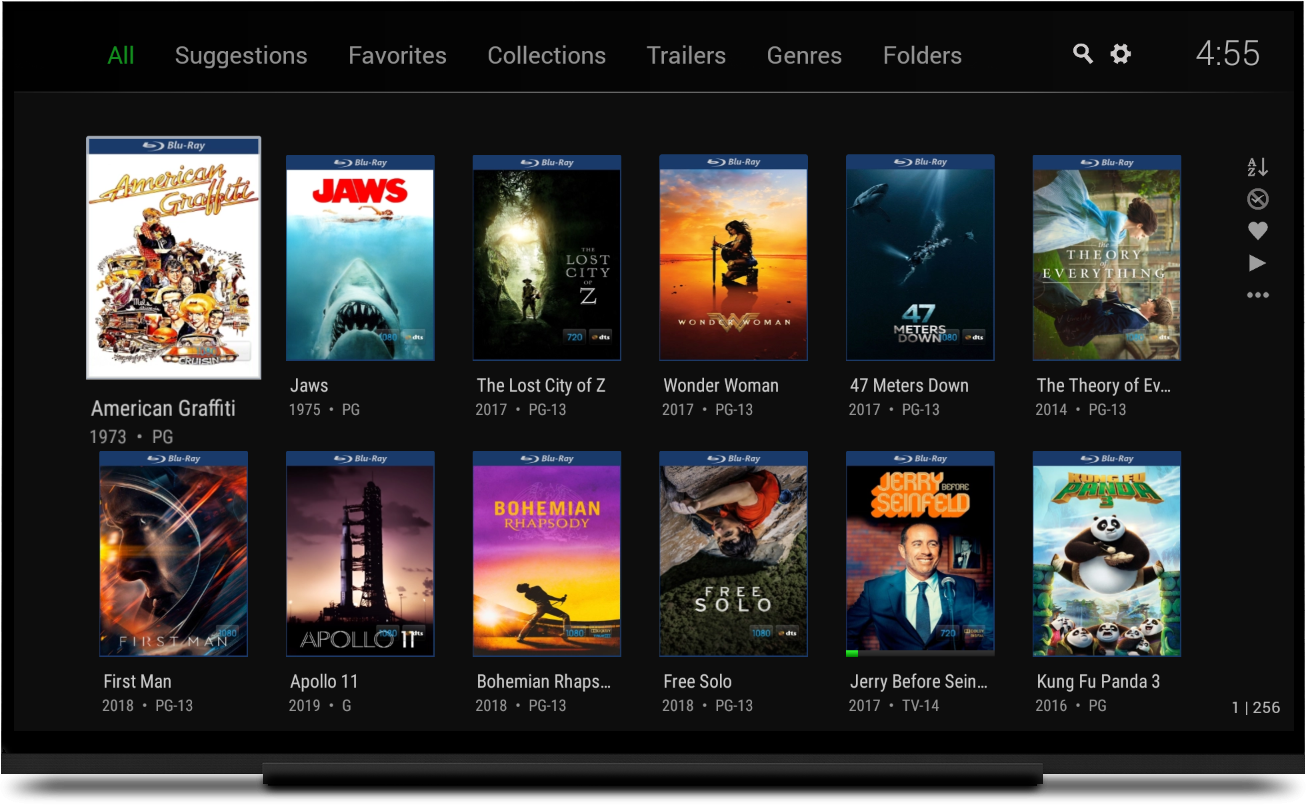 All Suggestions Favorites Collections Trailers Genres Folders 4:55
Blu-Ray
American
Graffiti
CRUISIN
American Graffiti
1973 • PG
Blu-Ray
JAWS
1080 dts
Jaws
1975 • PG
Blu-Ray
THE
LOST
CITY
OF
Z
720 dts
The Lost City of Z
2017 • PG-13
Blu-Ray
WONDER WOMAN
Wonder Woman
2017 • PG-13
Blu-Ray
47
METERS
DOWN
1080 dts
47 Meters Down
2017 • PG-13
Blu-Ray
the
THEORY
of
EVERYTHING
The Theory of Ev...
2014 • PG-13
A
Z
Blu-Ray
FIRST MAN
1080
First Man
2018 • PG-13
Blu-Ray
APOLLO 11
1080 dts
Apollo 11
2019 • G
Blu-Ray
BOHEMIAN
RHAPSODY
1080
Bohemian Rhaps...
2018 • PG-13
Blu-Ray
FREE
SOLO
1080 dts
Free Solo
2018 • PG-13
Blu-Ray
JERRY BEFORE
SEINFELD
720
Jerry Before Sein...
2017 • TV-14
Blu-Ray
KUNG FU
PANDA
3
Kung Fu Panda 3
2016 • PG
1 | 256